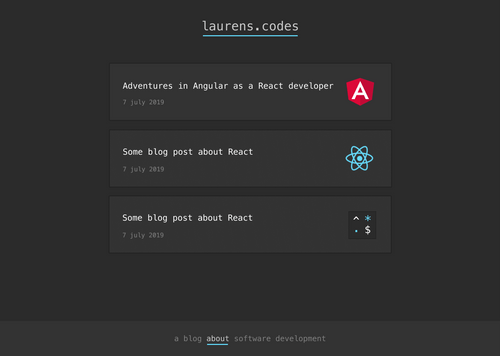 laurens.codes
Adventures in Angular as a React developer
7 july 2019
A
Some blog post about React
7 july 2019
Some blog post about React
7 july 2019
^ *
. $
a blog about software development